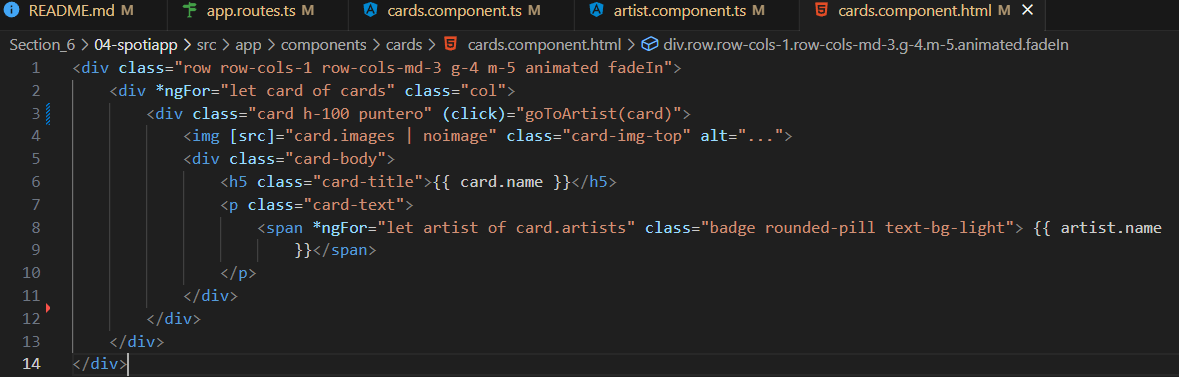 README.md M app.routes.ts M cards.component.ts M artist.component.ts M cards.component.html M
Section_6 > 04-spotiapp > src > app > components > cards > cards.component.html > div.row.row-cols-1.row-cols-md-3.g-4.m-5.animated.fadeIn
1 <div class="row row-cols-1 row-cols-md-3 g-4 m-5 animated fadeIn">
2 <div *ngFor="let card of cards" class="col">
3 <div class="card h-100 puntero" (click)="goToArtist(card)">
4 <img [src]="card.images | noimage" class="card-img-top" alt="...">
5 <div class="card-body">
6 <h5 class="card-title">{{ card.name }}</h5>
7 <p class="card-text">
8 <span *ngFor="let artist of card.artists" class="badge rounded-pill text-bg-light"> {{ artist.name
9 }}</span>
10 </p>
11 </div>
12 </div>
13 </div>
14 </div>